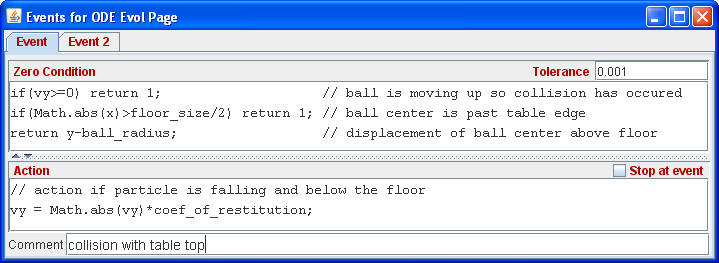 Events for ODE Evol Page
Event Event 2
Zero Condition Tolerance 0.001
if(vy>=0) return 1; // ball is moving up so collision has occured
if(Math.abs(x)>floor_size/2) return 1; // ball center is past table edge
return y-ball_radius; // displacement of ball center above floor
Action Stop at event
// action if particle is falling and below the floor
vy = Math.abs(vy)*coef_of_restitution;
Comment collision with table top